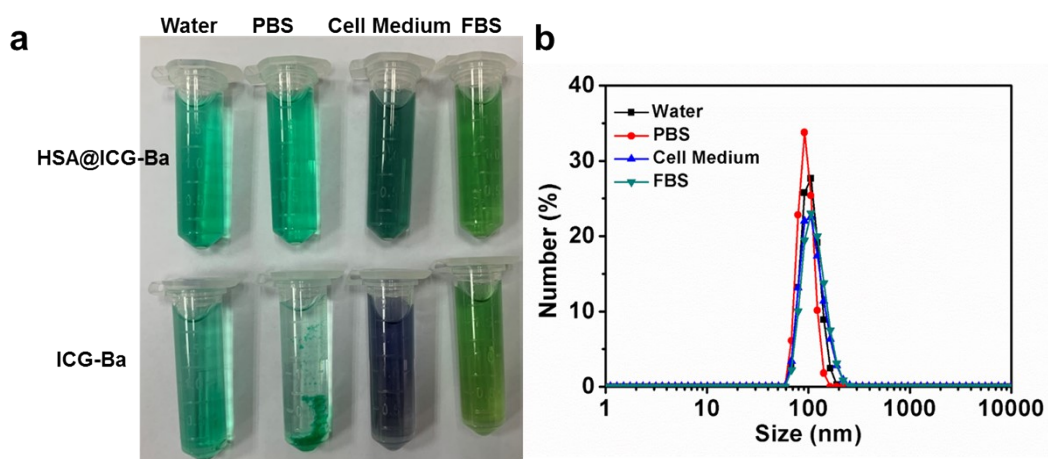 a
Water PBS Cell Medium FBS
HSA@ICG-Ba
ICG-Ba
b
Water
PBS
Cell Medium
FBS
Number (%)
40
30
20
10
0
1 10 100 1000 10000
Size (nm)